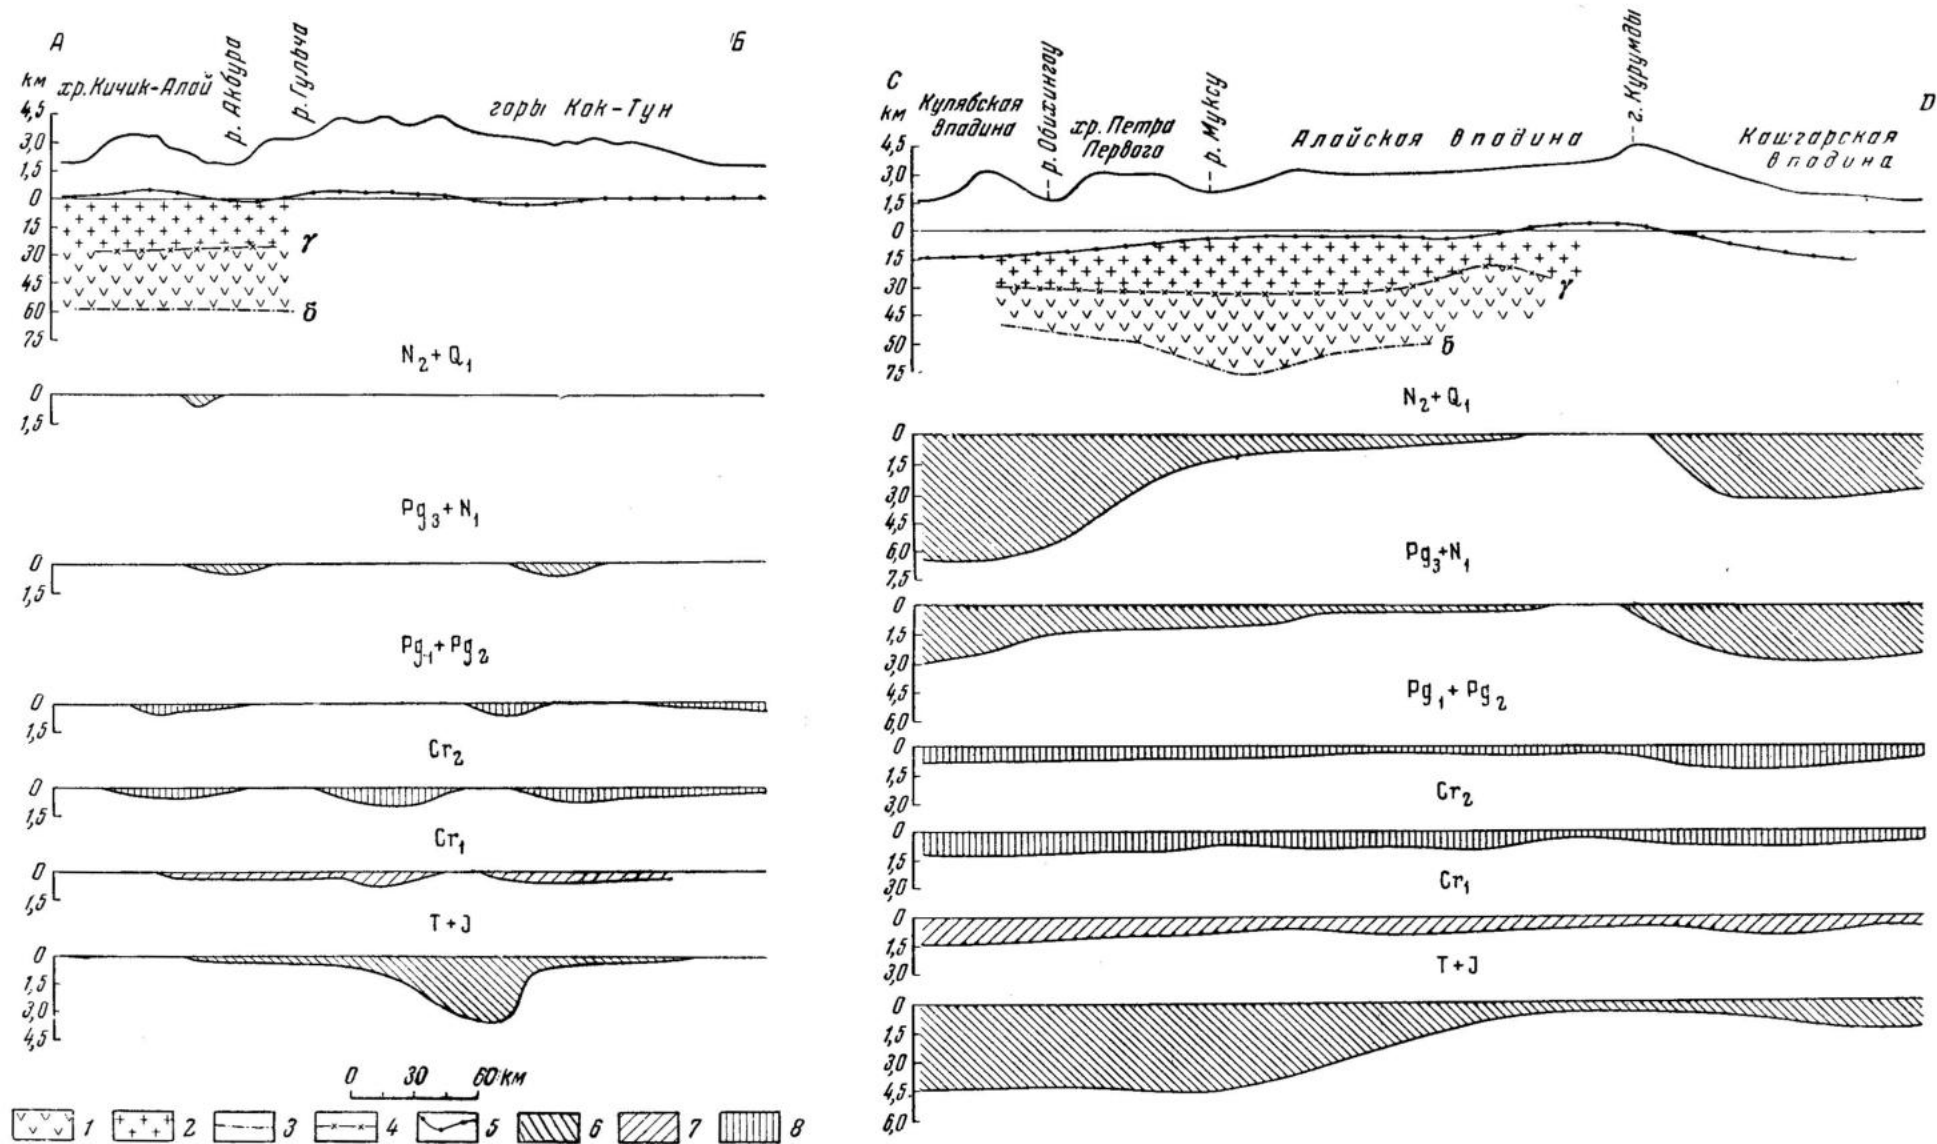 А
'Б
км
хр. Кичик-Алай
р. Акбура
р. Гульча
горы Кок-Тун
4,5
3,0
1,5
0
15
30
45
60
75
γ
δ
N₂ + Q₁
0
1,5
Pg₃ + N₁
0
1,5
Pg₁ + Pg₂
0
1,5
Cr₂
0
1,5
Cr₁
0
1,5
T + J
0
1,5
3,0
4,5
С
D
км
Кулябская
впадина
р. Обихингоу
хр. Петра
Первого
р. Муксу
Алайская впадина
г. Курумды
Кашгарская
впадина
4,5
3,0
1,5
0
15
30
45
50
75
γ
δ
N₂ + Q₁
0
1,5
3,0
4,5
6,0
7,5
Pg₃+N₁
0
1,5
3,0
4,5
6,0
Pg₁ + Pg₂
0
1,5
3,0
Cr₂
0
1,5
3,0
Cr₁
0
1,5
3,0
T + J
0
1,5
3,0
4,5
6,0
0 30 60 км
1 2 3 4 5 6 7 8